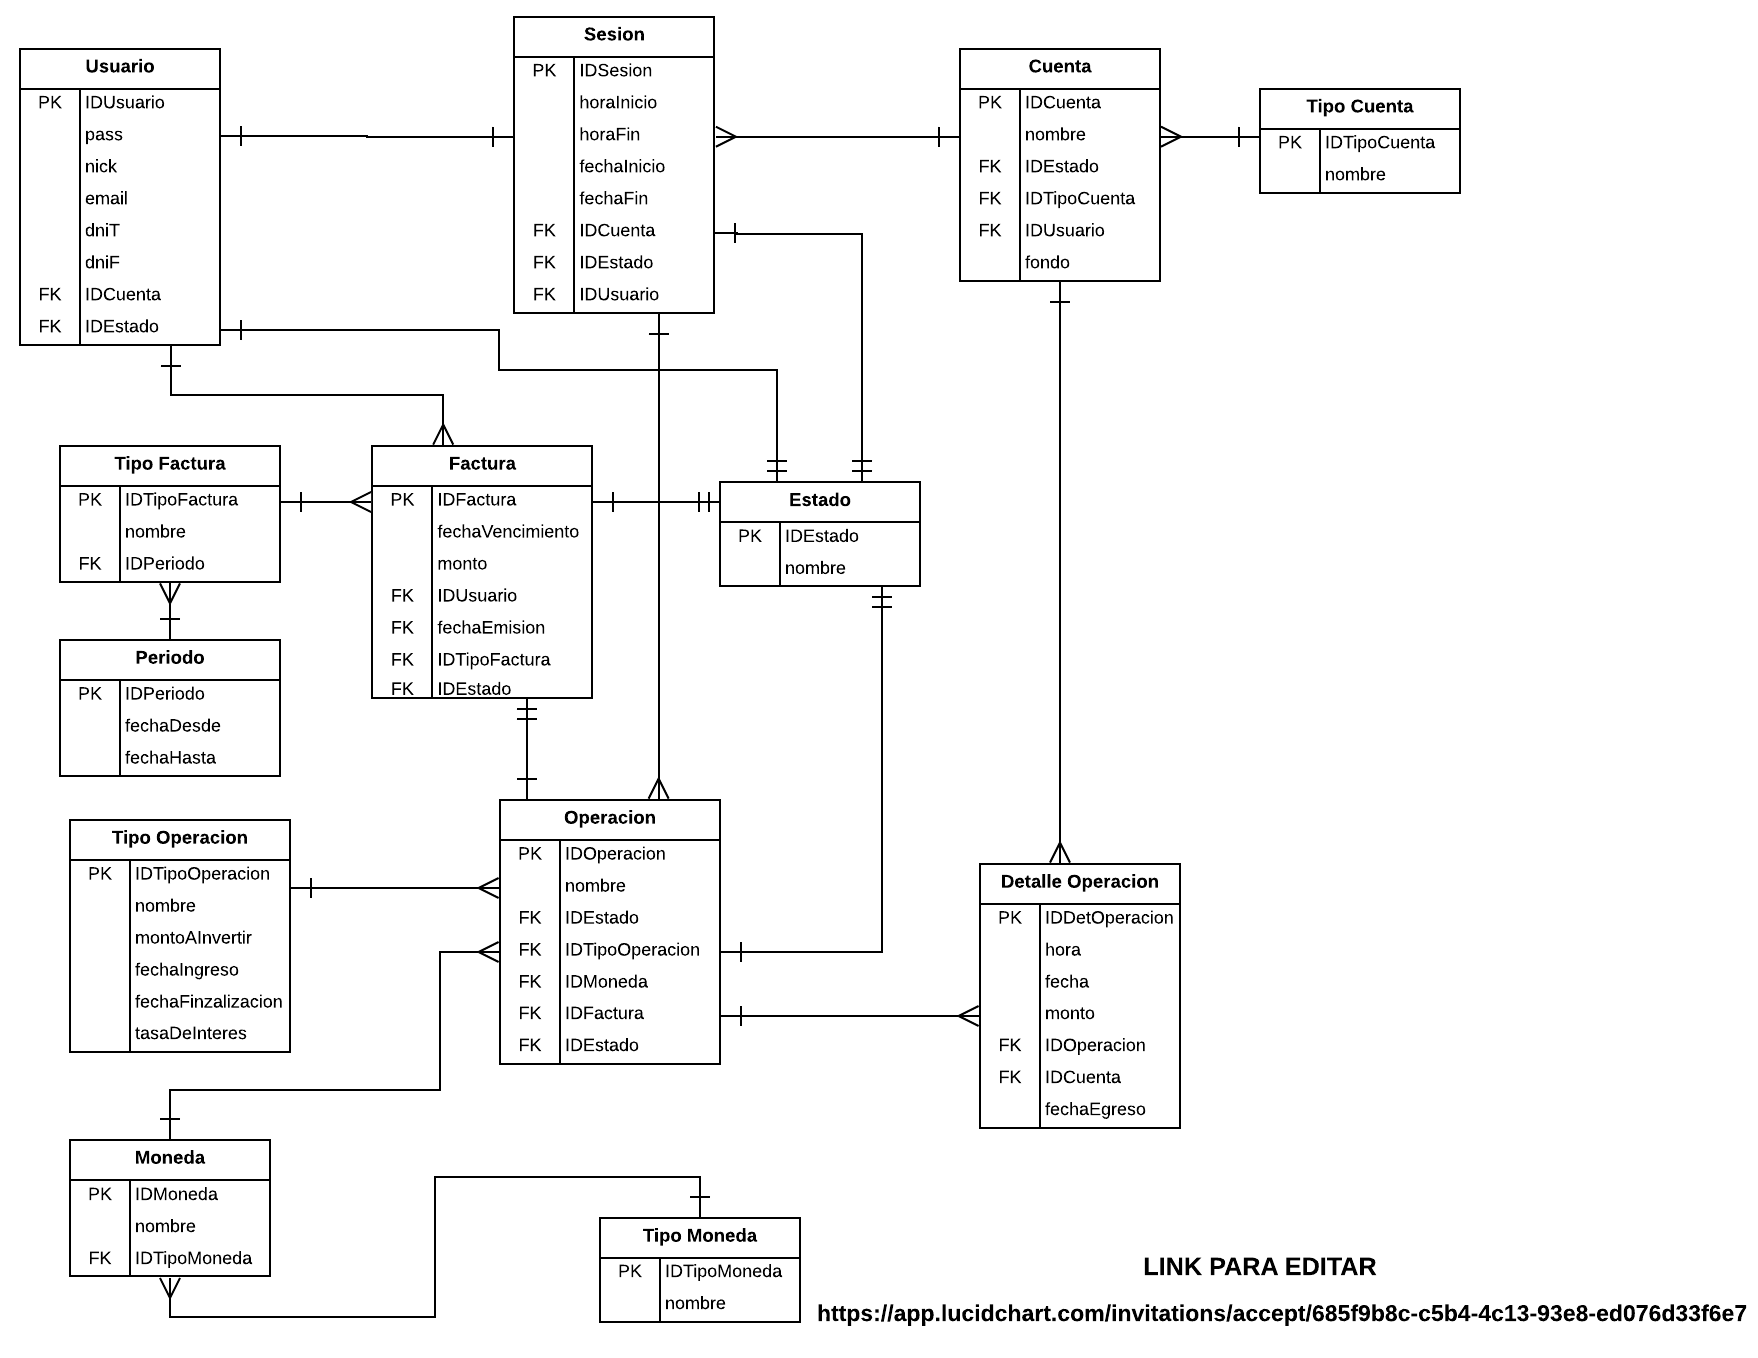 Usuario
PK IDUsuario
pass
nick
email
dniT
dniF
FK IDCuenta
FK IDEstado
Sesion
PK IDSesion
horaInicio
horaFin
fechaInicio
fechaFin
FK IDCuenta
FK IDEstado
FK IDUsuario
Cuenta
PK IDCuenta
nombre
FK IDEstado
FK IDTipoCuenta
FK IDUsuario
fondo
Tipo Cuenta
PK IDTipoCuenta
nombre
Tipo Factura
PK IDTipoFactura
nombre
FK IDPeriodo
Factura
PK IDFactura
fechaVencimiento
monto
FK IDUsuario
FK fechaEmision
FK IDTipoFactura
FK IDEstado
Estado
PK IDEstado
nombre
Periodo
PK IDPeriodo
fechaDesde
fechaHasta
Tipo Operacion
PK IDTipoOperacion
nombre
montoAInvertir
fechaIngreso
fechaFinzalizacion
tasaDeInteres
Operacion
PK IDOperacion
nombre
FK IDEstado
FK IDTipoOperacion
FK IDMoneda
FK IDFactura
FK IDEstado
Detalle Operacion
PK IDDetOperacion
hora
fecha
monto
FK IDOperacion
FK IDCuenta
fechaEgreso
Moneda
PK IDMoneda
nombre
FK IDTipoMoneda
Tipo Moneda
PK IDTipoMoneda
nombre
LINK PARA EDITAR
https://app.lucidchart.com/invitations/accept/685f9b8c-c5b4-4c13-93e8-ed076d33f6e7